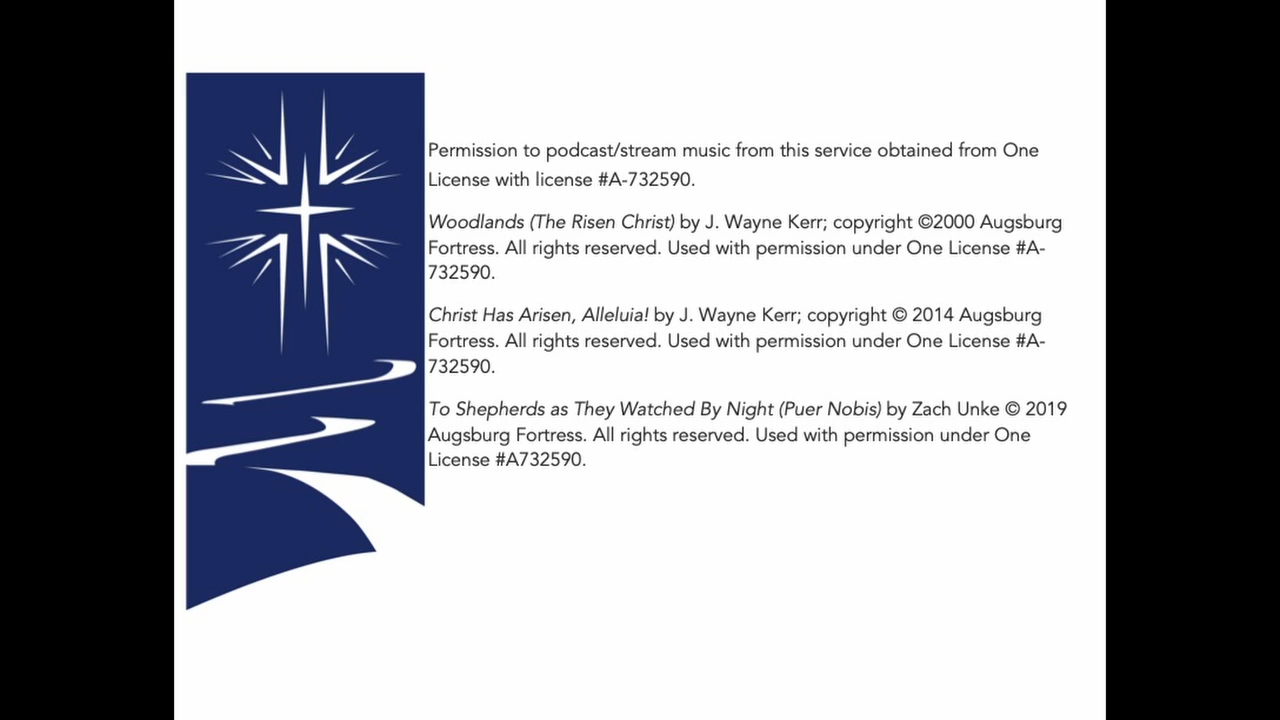 Permission to podcast/stream music from this service obtained from One
License with license #A-732590.
Woodlands (The Risen Christ) by J. Wayne Kerr; copyright ©2000 Augsburg
Fortress. All rights reserved. Used with permission under One License #A-
732590.
Christ Has Arisen, Alleluia! by J. Wayne Kerr; copyright © 2014 Augsburg
Fortress. All rights reserved. Used with permission under One License #A-
732590.
To Shepherds as They Watched By Night (Puer Nobis) by Zach Unke © 2019
Augsburg Fortress. All rights reserved. Used with permission under One
License #A732590.